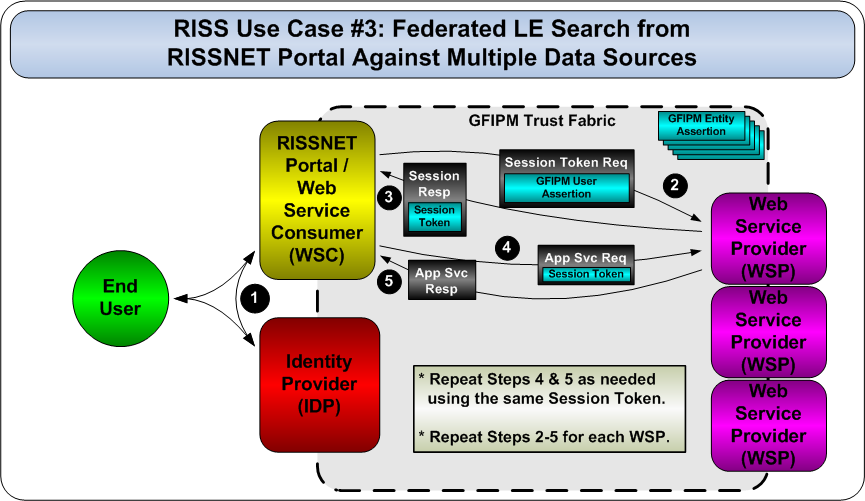 RISS Use Case #3: Federated LE Search from
RISSNET Portal Against Multiple Data Sources
GFIPM Trust Fabric
GFIPM Entity
Assertion
RISSNET
Portal /
Web
Service
Consumer
(WSC)
Session
Resp
Session
Token
Session Token Req
GFIPM User
Assertion
2
3
Web
Service
Provider
(WSP)
4
App Svc Req
Session Token
5
App Svc
Resp
End
User
1
Web
Service
Provider
(WSP)
Identity
Provider
(IDP)
* Repeat Steps 4 & 5 as needed
using the same Session Token.
* Repeat Steps 2-5 for each WSP.
Web
Service
Provider
(WSP)